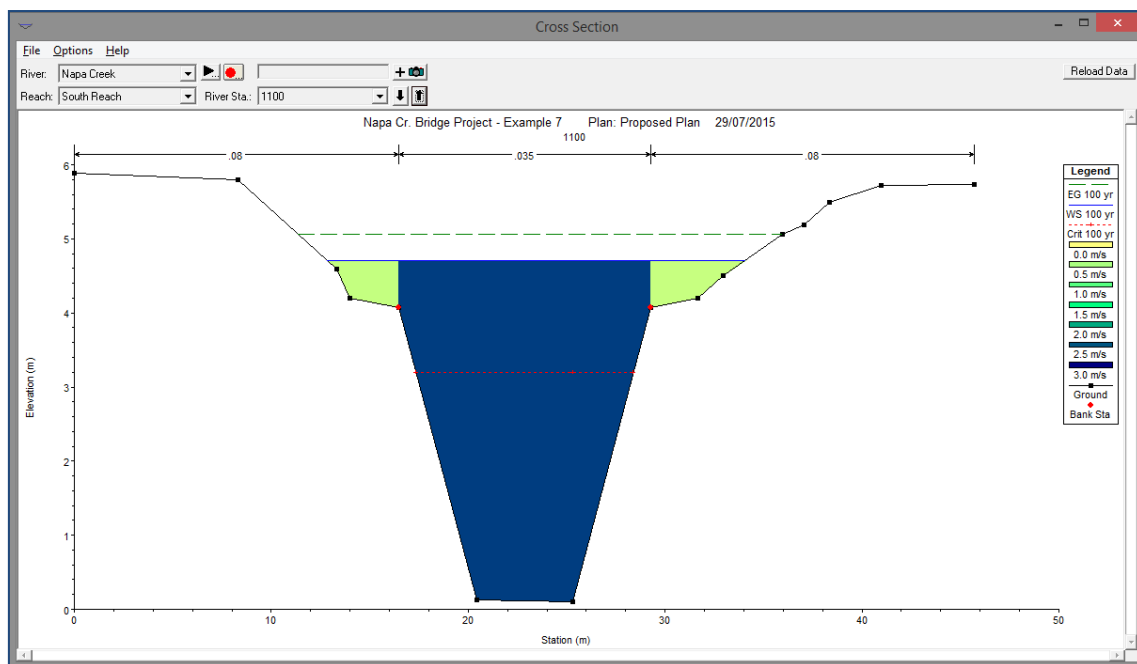 Cross Section
File Options Help
River: Napa Creek
Reload Data
Reach: South Reach River Sta.: 1100
Napa Cr. Bridge Project - Example 7 Plan: Proposed Plan 29/07/2015
1100
.08 .035 .08
Legend
EG 100 yr
WS 100 yr
Crit 100 yr
0.0 m/s
0.5 m/s
1.0 m/s
1.5 m/s
2.0 m/s
2.5 m/s
3.0 m/s
Ground
Bank Sta
Elevation (m)
6
5
4
3
2
1
0
0 10 20 30 40 50
Station (m)